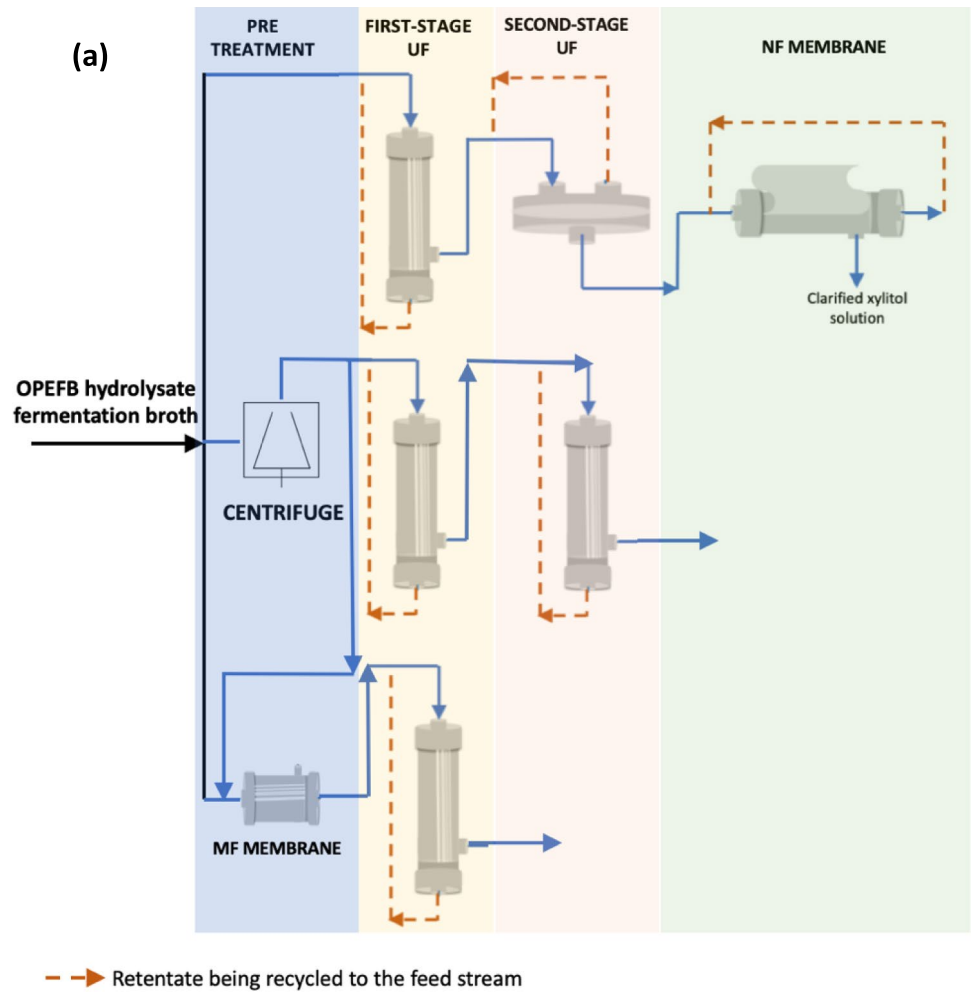 (a)
PRE
TREATMENT
FIRST-STAGE
UF
SECOND-STAGE
UF
NF MEMBRANE
Clarified xylitol
solution
OPEFB hydrolysate
fermentation broth
CENTRIFUGE
MF MEMBRANE
Retentate being recycled to the feed stream